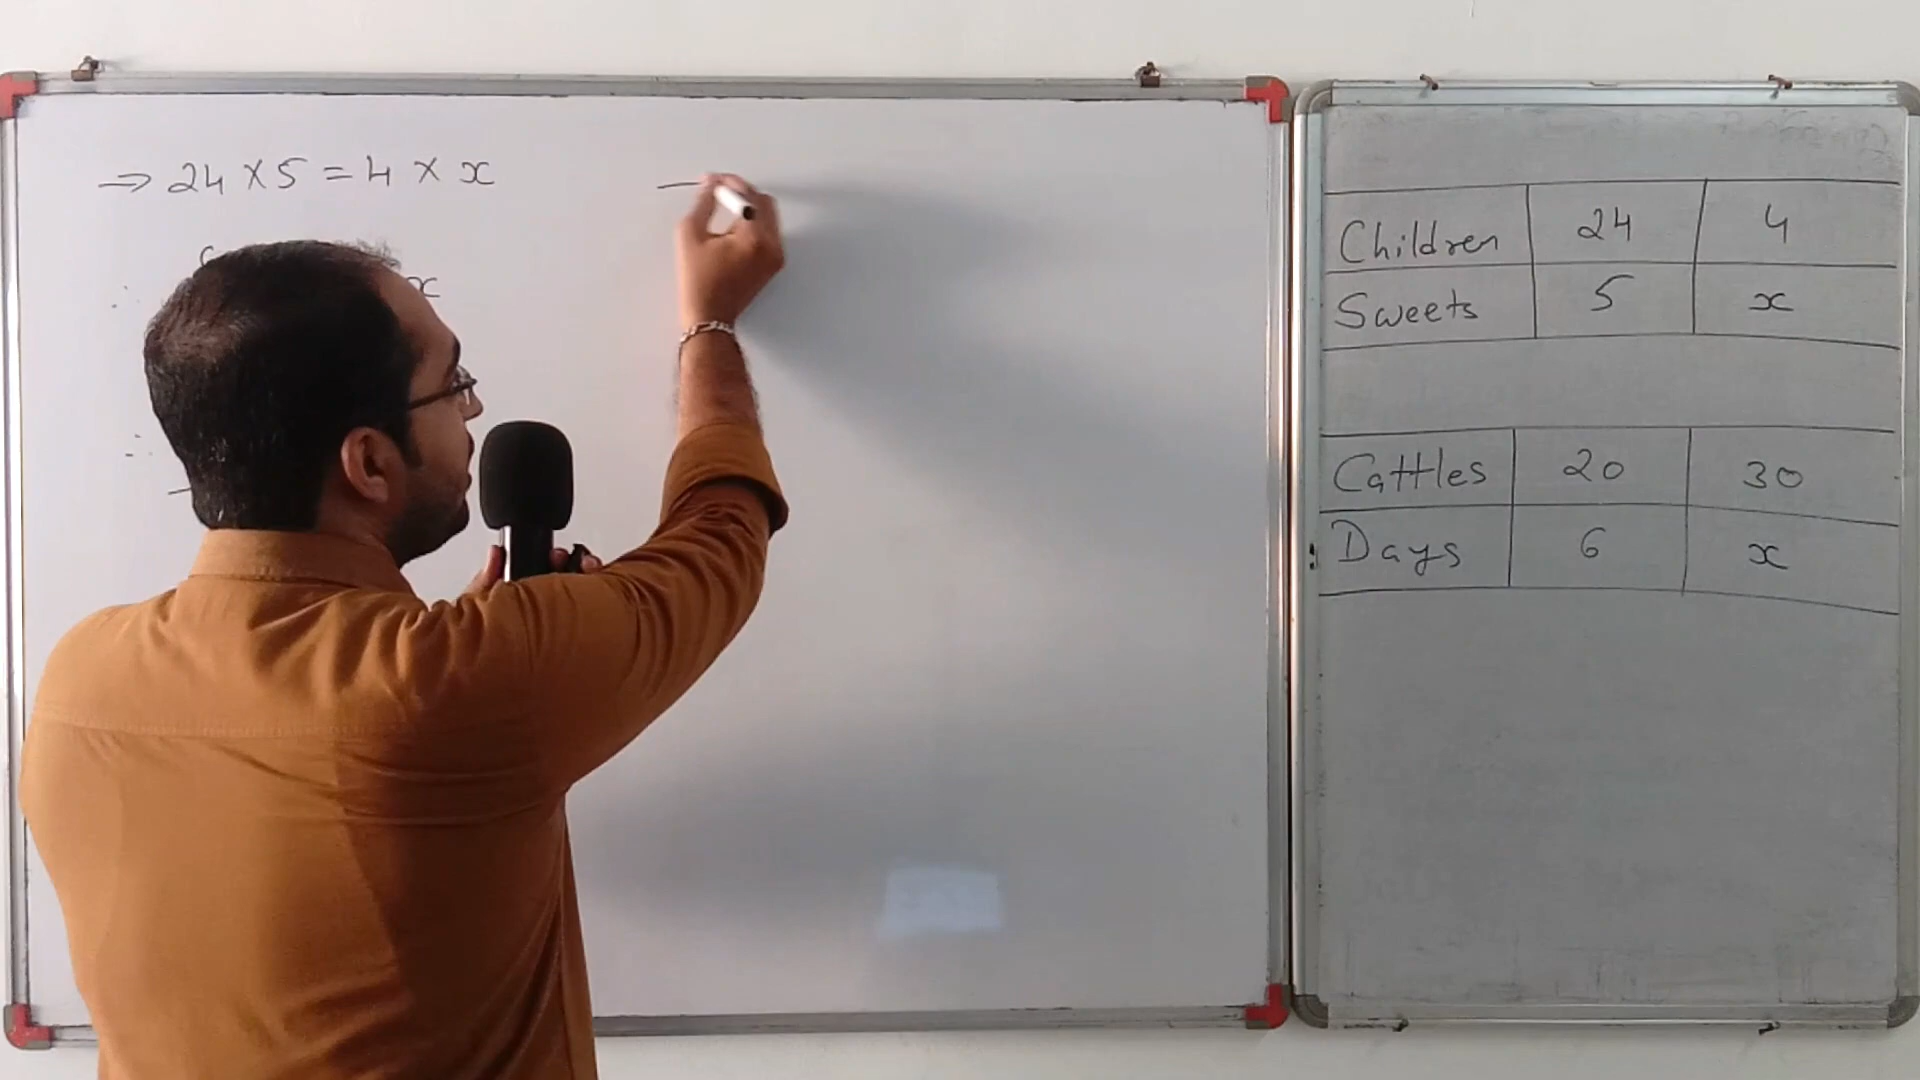 → 24 × 5 = 4 × x
x
Children 24 4
Sweets 5 x
Cattles 20 30
Days 6 x